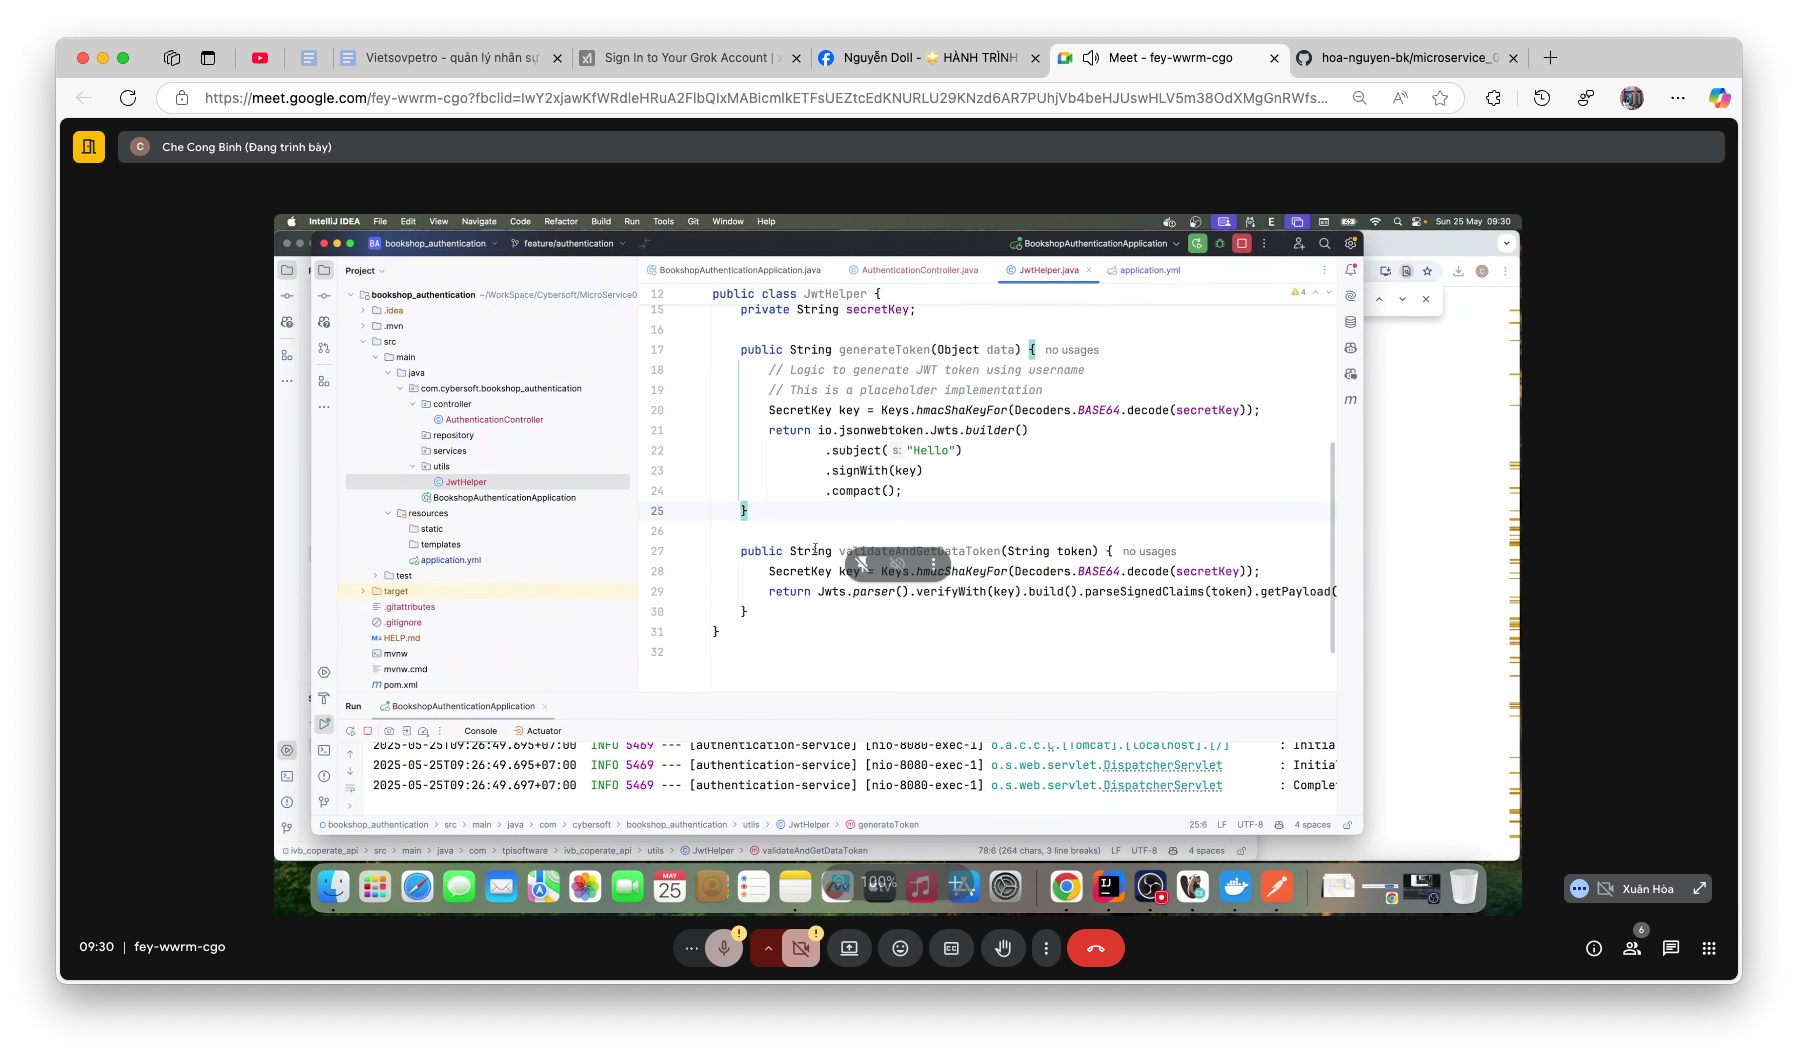 Vietsovpetro - quản lý nhân sự
Sign In to Your Grok Account |
Nguyễn Doll - 🌟 HÀNH TRÌNH
Meet - fey-wwrm-cgo
hoa-nguyen-bk/microservice_0
https://meet.google.com/fey-wwrm-cgo?fbclid=IwY2xjawKfWRdleHRuA2FlbQIxMABicmlkETFsUEZtcEdKNURLU29KNzd6AR7PUhjVb4beHJUswHLV5m38OdXMgGnRWfs...
C Che Cong Binh (Đang trình bày)
IntelliJ IDEA File Edit View Navigate Code Refactor Build Run Tools Git Window Help
Sun 25 May 09:30
BA bookshop_authentication feature/authentication BookshopAuthenticationApplication
Project
BookshopAuthenticationApplication.java AuthenticationController.java JwtHelper.java application.yml
bookshop_authentication ~/WorkSpace/Cybersoft/MicroService0
.idea
.mvn
src
main
java
com.cybersoft.bookshop_authentication
controller
AuthenticationController
repository
services
utils
JwtHelper
BookshopAuthenticationApplication
resources
static
templates
application.yml
test
target
.gitattributes
.gitignore
HELP.md
mvnw
mvnw.cmd
pom.xml
12 public class JwtHelper { 4
15 private String secretKey;
16
17 public String generateToken(Object data) { no usages
18 // Logic to generate JWT token using username
19 // This is a placeholder implementation
20 SecretKey key = Keys.hmacShaKeyFor(Decoders.BASE64.decode(secretKey));
21 return io.jsonwebtoken.Jwts.builder()
22 .subject( s: "Hello")
23 .signWith(key)
24 .compact();
25 }
26
27 public String validateAndGetDataToken(String token) { no usages
28 SecretKey key = Keys.hmacShaKeyFor(Decoders.BASE64.decode(secretKey));
29 return Jwts.parser().verifyWith(key).build().parseSignedClaims(token).getPayload(
30 }
31 }
32
Run BookshopAuthenticationApplication
Console Actuator
2025-05-25T09:26:49.695+07:00 INFO 5469 --- [authentication-service] [nio-8080-exec-1] o.a.c.c.C.[Tomcat].[localhost].[/] : Initia
2025-05-25T09:26:49.695+07:00 INFO 5469 --- [authentication-service] [nio-8080-exec-1] o.s.web.servlet.DispatcherServlet : Initia
2025-05-25T09:26:49.697+07:00 INFO 5469 --- [authentication-service] [nio-8080-exec-1] o.s.web.servlet.DispatcherServlet : Complet
bookshop_authentication > src > main > java > com > cybersoft > bookshop_authentication > utils > JwtHelper > generateToken
25:6 LF UTF-8 4 spaces
ivb_coperate_api > src > main > java > com > tpisoftware > ivb_coperate_api > utils > JwtHelper > validateAndGetDataToken
78:6 (264 chars, 3 line breaks) LF UTF-8 4 spaces
MAY
25
100%
Xuân Hòa
09:30 | fey-wwrm-cgo
6